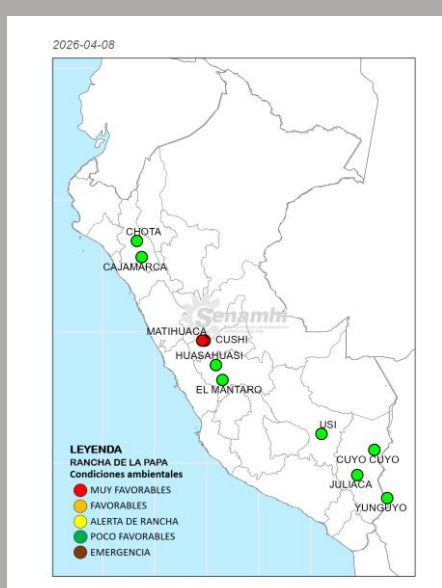 2026-04-08
CHOTA
CAJAMARCA
Senamhi
MATIHUACA
CUSHI
HUASAHUASI
EL MANTARO
USI
CUYO CUYO
JULIACA
YUNGUYO
LEYENDA
RANCHA DE LA PAPA
Condiciones ambientales
MUY FAVORABLES
FAVORABLES
ALERTA DE RANCHA
POCO FAVORABLES
EMERGENCIA